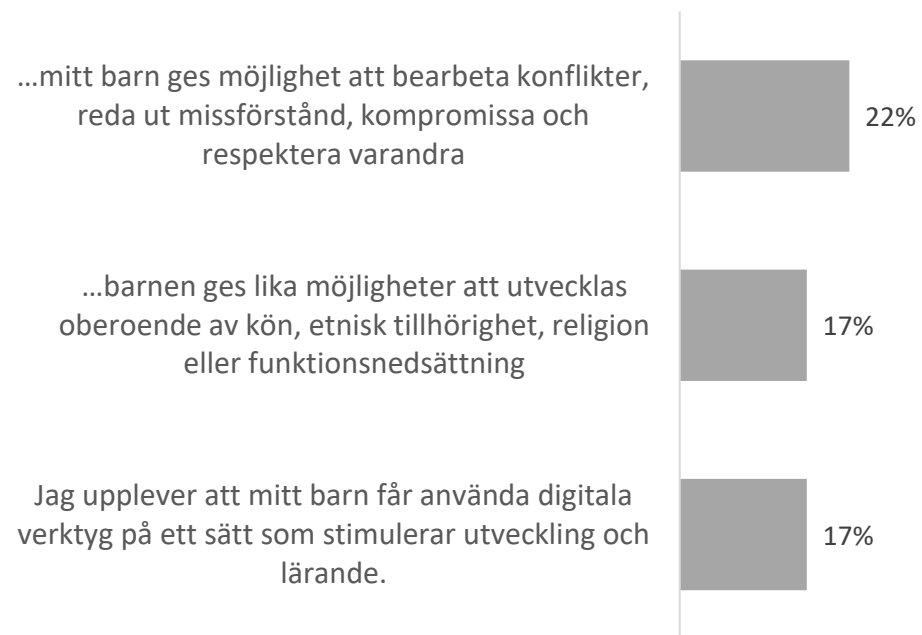 ...mitt barn ges möjlighet att bearbeta konflikter,
reda ut missförstånd, kompromissa och
respektera varandra
22%
...barnen ges lika möjligheter att utvecklas
oberoende av kön, etnisk tillhörighet, religion
eller funktionsnedsättning
17%
Jag upplever att mitt barn får använda digitala
verktyg på ett sätt som stimulerar utveckling och
lärande.
17%